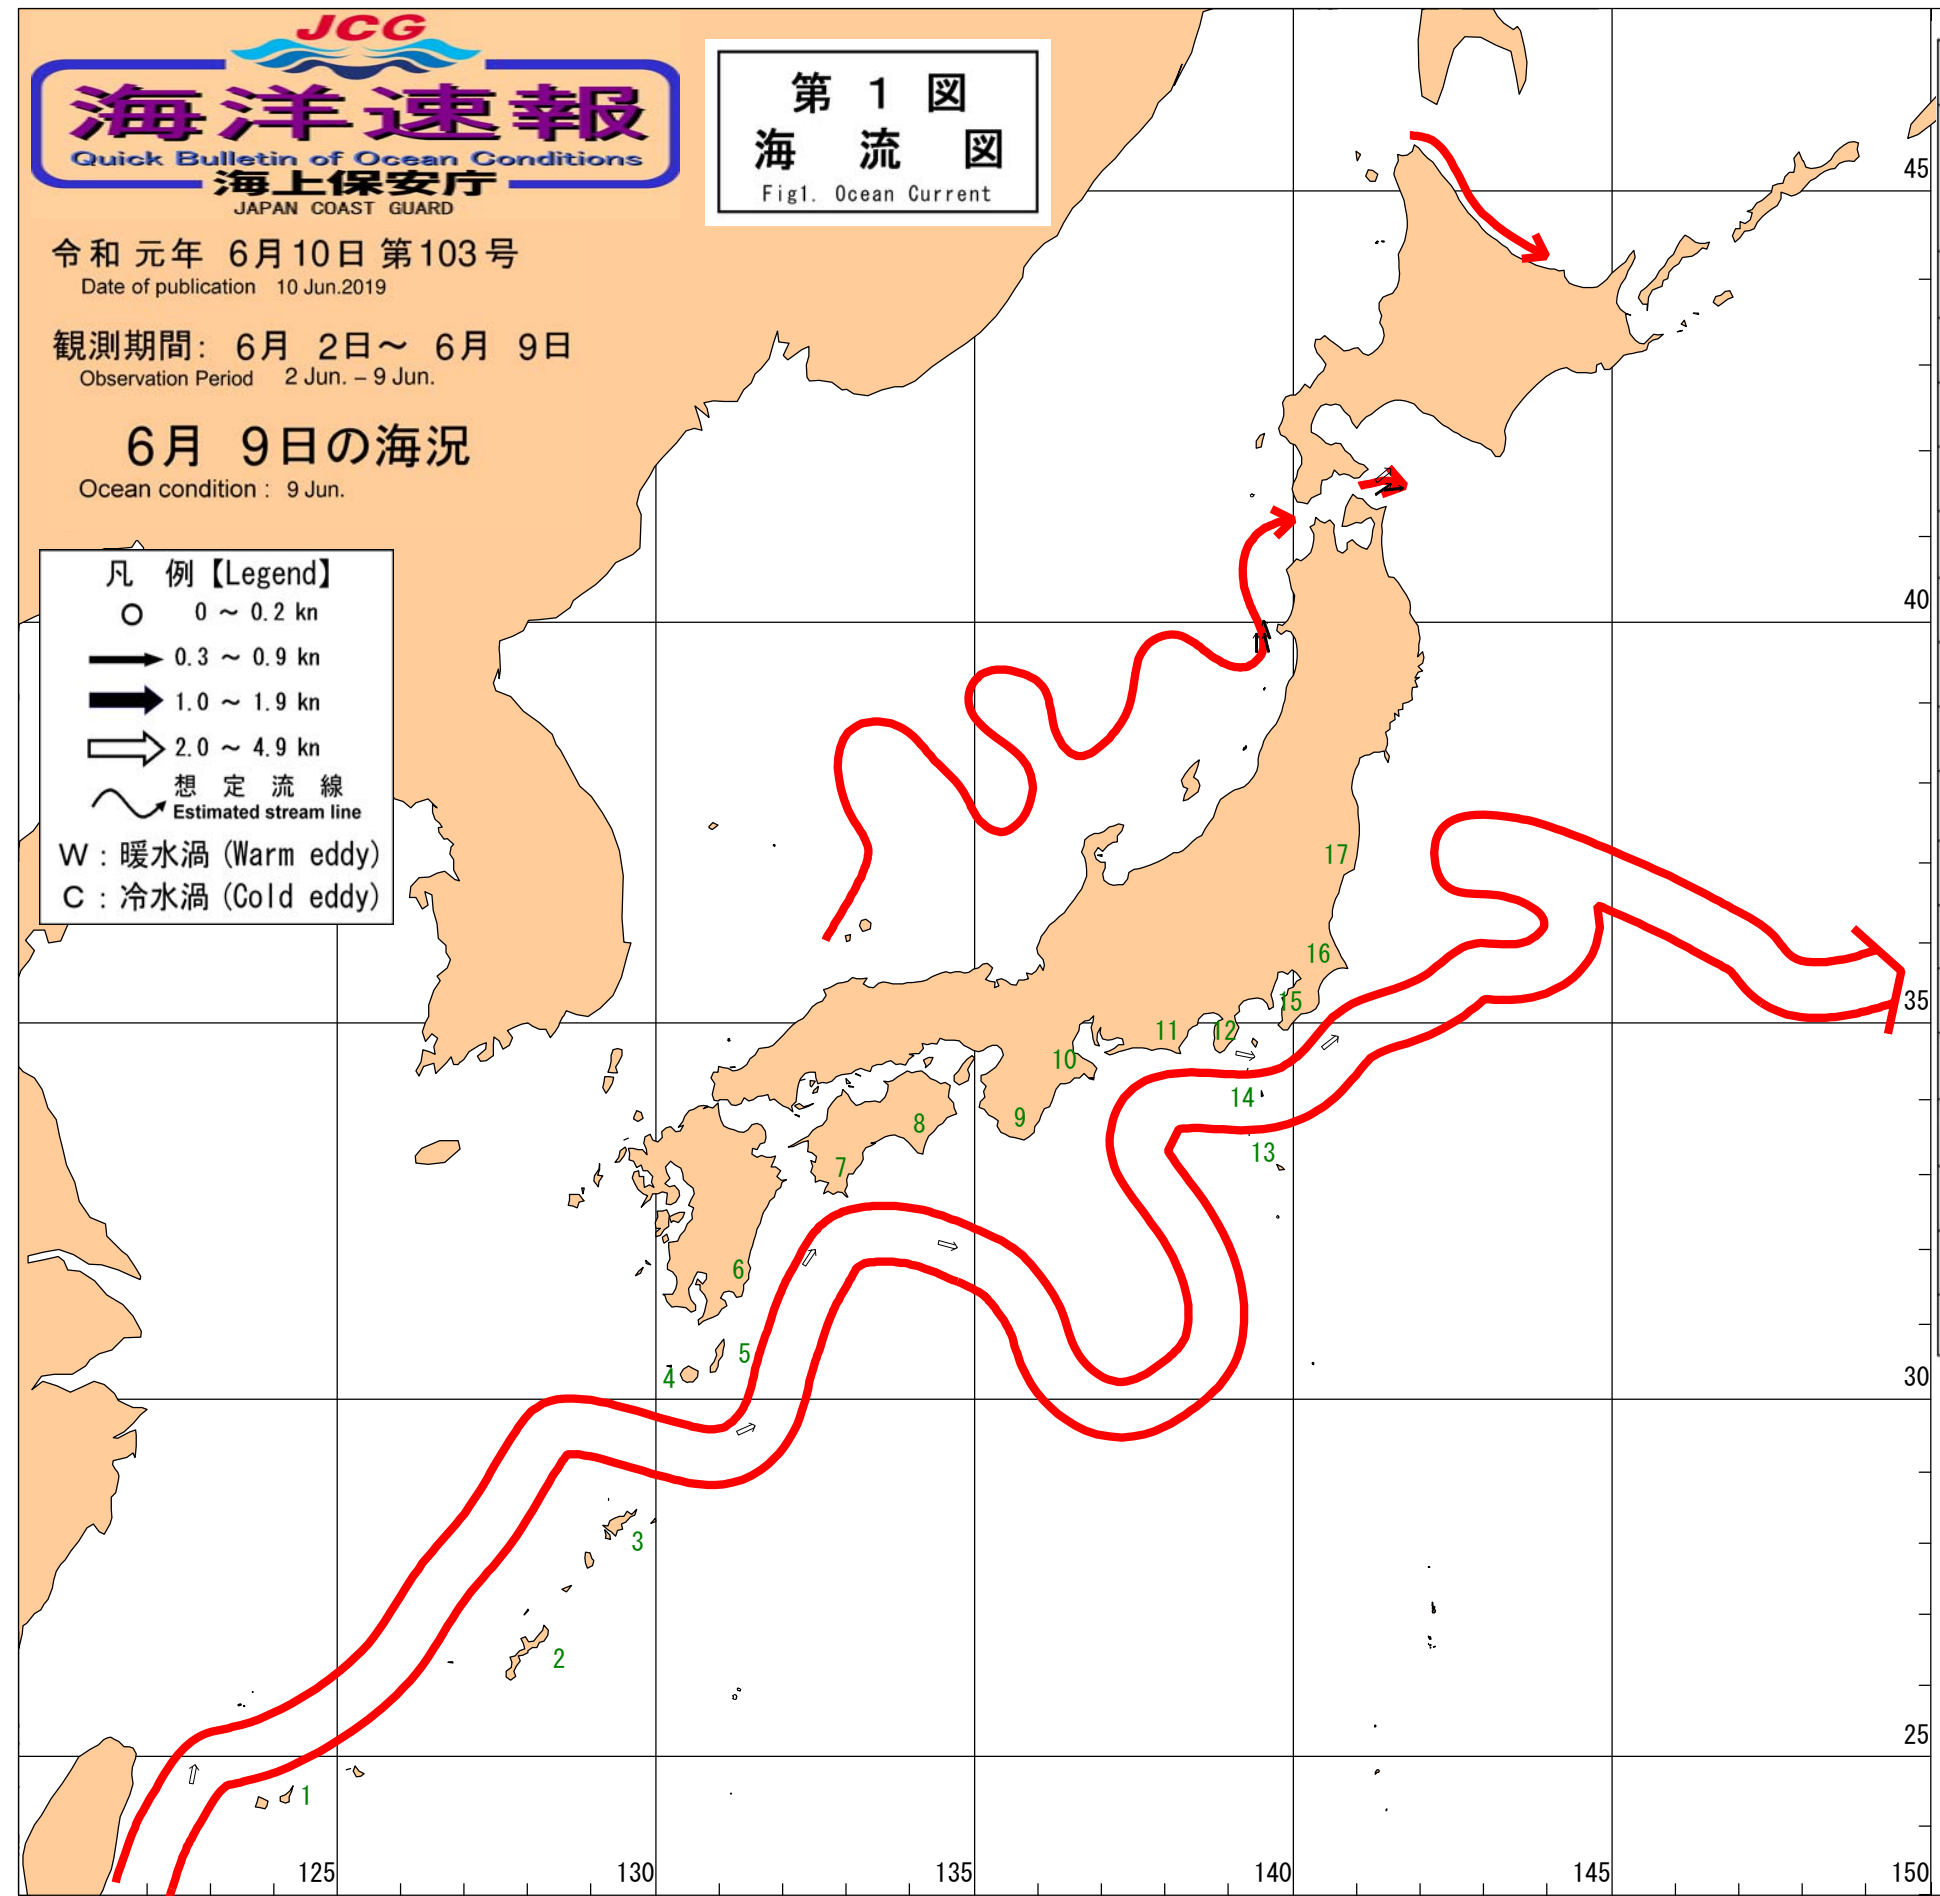 JCG
海洋速報
Quick Bulletin of Ocean Conditions
海上保安庁
JAPAN COAST GUARD
第 1 図
海 流 図
Fig1. Ocean Current
令和 元年 6月10日 第103号
Date of publication 10 Jun.2019
観測期間: 6月 2日～ 6月 9日
Observation Period 2 Jun. – 9 Jun.
6月 9日の海況
Ocean condition : 9 Jun.
凡 例【Legend】
0 ～ 0.2 kn
0.3 ～ 0.9 kn
1.0 ～ 1.9 kn
2.0 ～ 4.9 kn
想 定 流 線
Estimated stream line
W : 暖水渦 (Warm eddy)
C : 冷水渦 (Cold eddy)
45
40
17
16
35
15
12
11
10
14
9
8
13
7
6
5
4
30
3
2
25
1
125
130
135
140
145
150